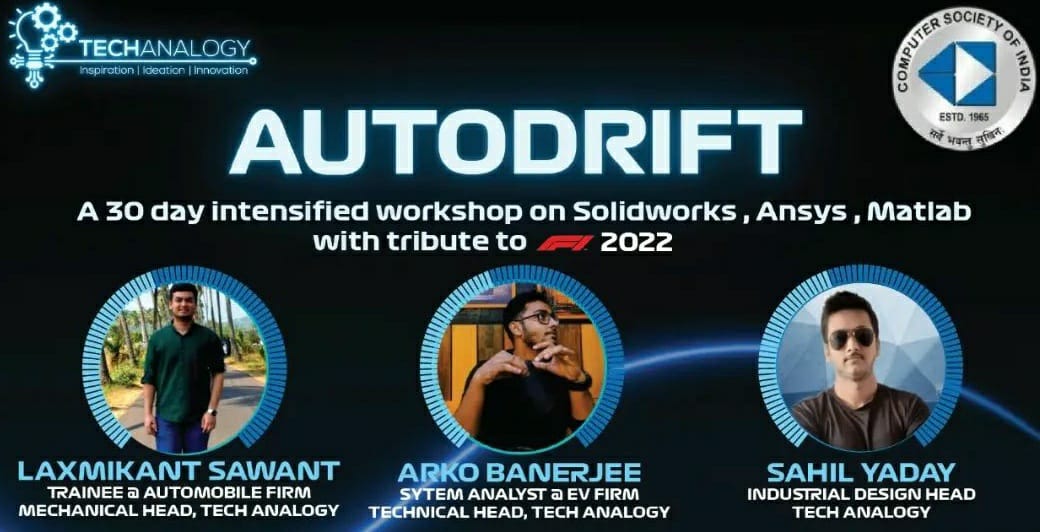 TECHANALOGY
Inspiration | Ideation | Innovation
COMPUTER SOCIETY OF INDIA
ESTD. 1965
सर्वे भवन्तु सुखिनः
AUTODRIFT
A 30 day intensified workshop on Solidworks , Ansys , Matlab
with tribute to F1 2022
LAXMIKANT SAWANT
TRAINEE @ AUTOMOBILE FIRM
MECHANICAL HEAD, TECH ANALOGY
ARKO BANERJEE
SYTEM ANALYST @ EV FIRM
TECHNICAL HEAD, TECH ANALOGY
SAHIL YADAY
INDUSTRIAL DESIGN HEAD
TECH ANALOGY